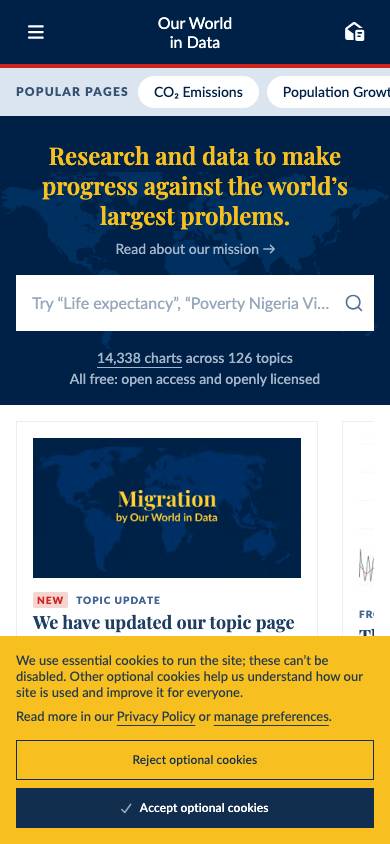 Our World
in Data
POPULAR PAGES
CO₂ Emissions
Population Growt
Research and data to make
progress against the world's
largest problems.
Read about our mission →
Try “Life expectancy”, “Poverty Nigeria Vi...
14,338 charts across 126 topics
All free: open access and openly licensed
Migration
by Our World in Data
NEW TOPIC UPDATE
We have updated our topic page
FR
We use essential cookies to run the site; these can't be
disabled. Other optional cookies help us understand how our
site is used and improve it for everyone.
Read more in our Privacy Policy or manage preferences.
Reject optional cookies
Accept optional cookies